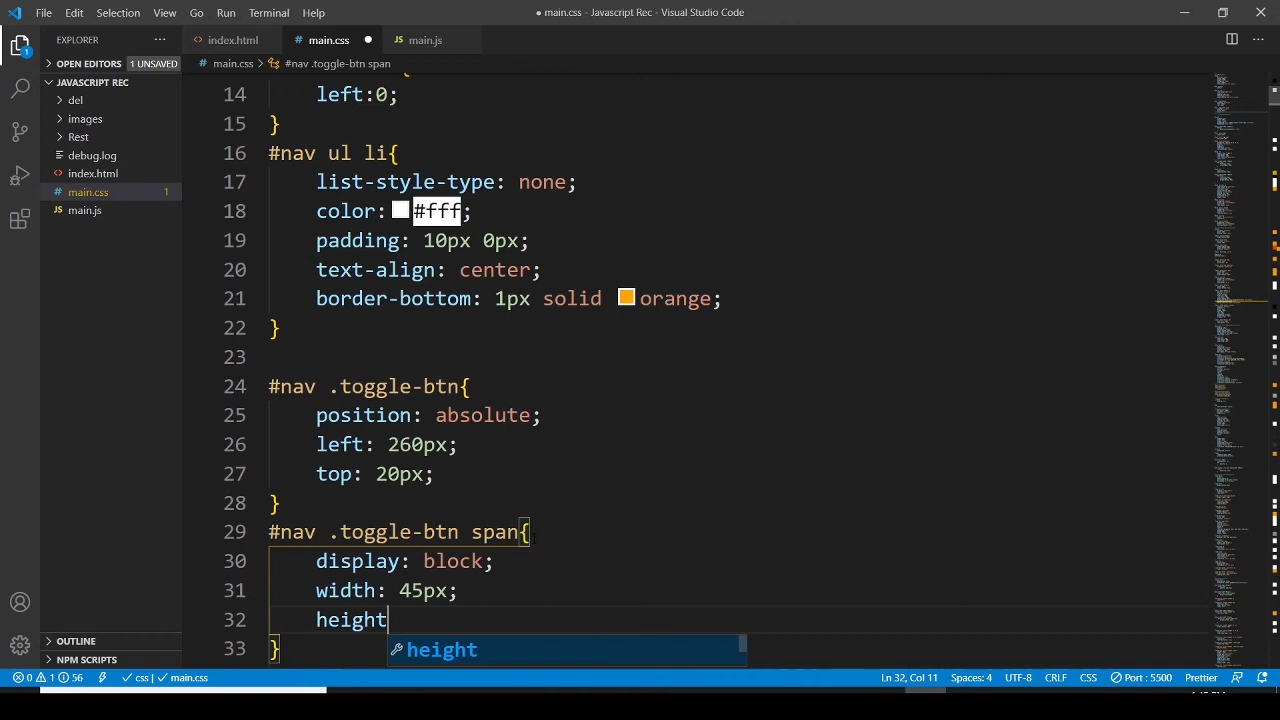 File Edit Selection View Go Run Terminal Help
● main.css - Javascript Rec - Visual Studio Code
EXPLORER
index.html main.css main.js
OPEN EDITORS 1 UNSAVED
main.css #nav .toggle-btn span
JAVASCRIPT REC
del
images
Rest
debug.log
index.html
main.css 1
main.js
14 left:0;
15 }
16 #nav ul li{
17 list-style-type: none;
18 color: #fff;
19 padding: 10px 0px;
20 text-align: center;
21 border-bottom: 1px solid orange;
22 }
23
24 #nav .toggle-btn{
25 position: absolute;
26 left: 260px;
27 top: 20px;
28 }
29 #nav .toggle-btn span{
30 display: block;
31 width: 45px;
32 height
33 }
height
OUTLINE
NPM SCRIPTS
0 1 56 css | main.css Ln 32, Col 11 Spaces: 4 UTF-8 CRLF CSS Port : 5500 Prettier